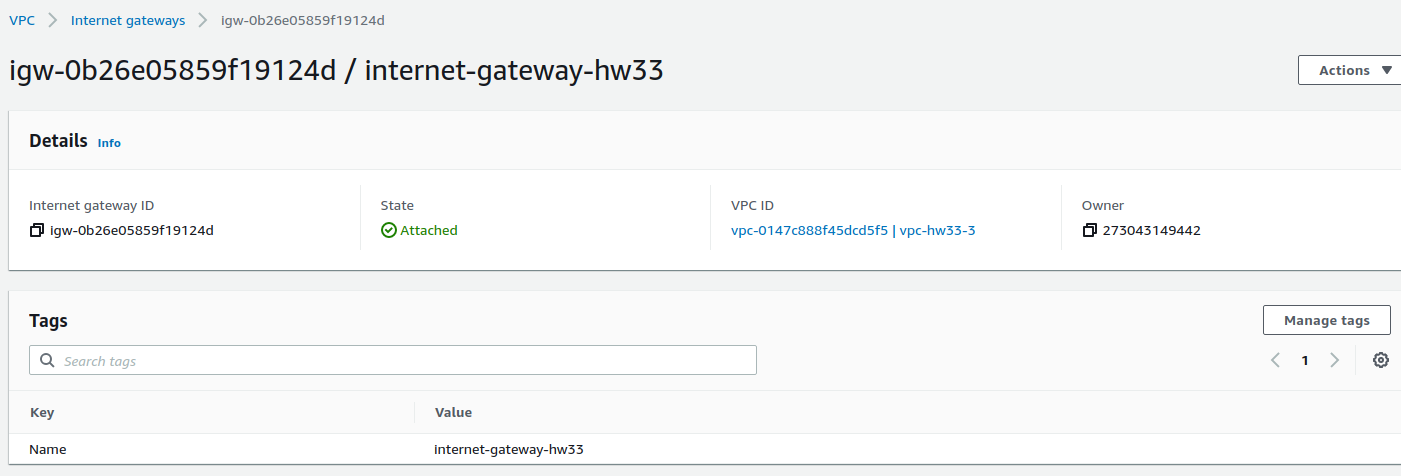 VPC Internet gateways igw-0b26e05859f19124d
igw-0b26e05859f19124d / internet-gateway-hw33
Actions
Details Info
Internet gateway ID State VPC ID Owner
igw-0b26e05859f19124d Attached vpc-0147c888f45dcd5f5 | vpc-hw33-3 273043149442
Tags Manage tags
Search tags 1
Key Value
Name internet-gateway-hw33